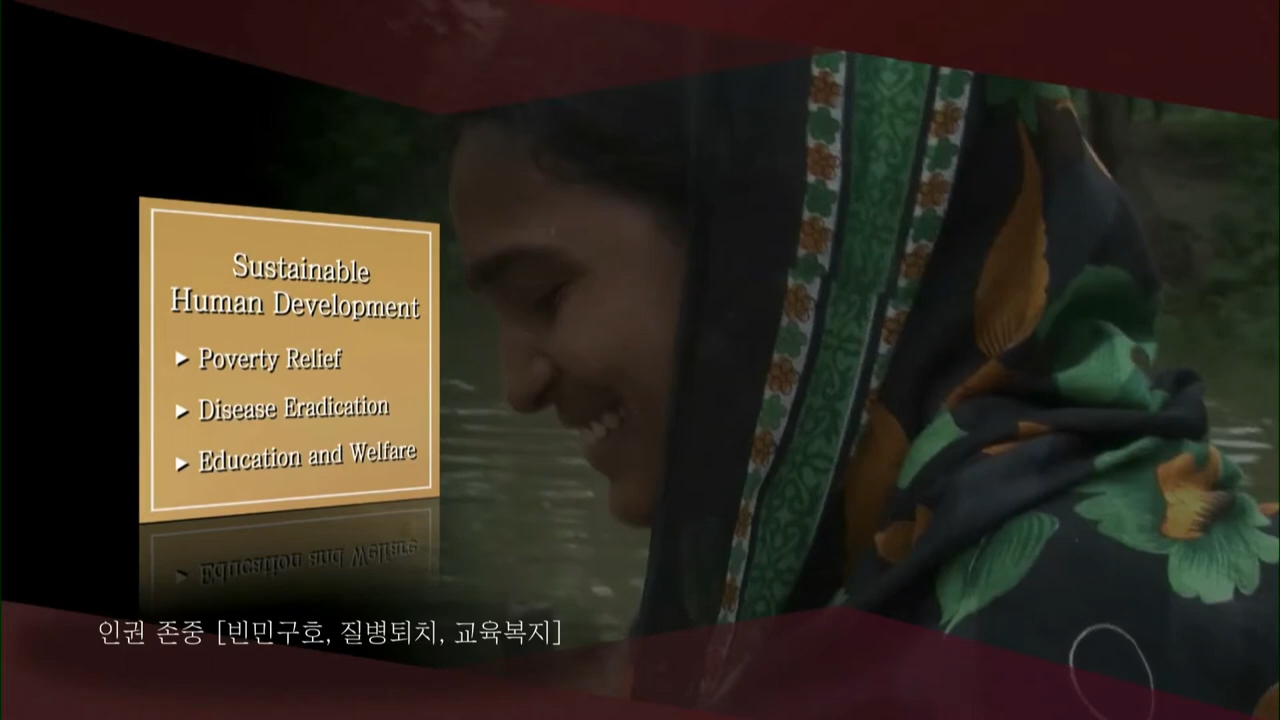 Sustainable
Human Development
▶ Poverty Relief
▶ Disease Eradication
▶ Education and Welfare
인권 존중 [빈민구호, 질병퇴치, 교육복지]